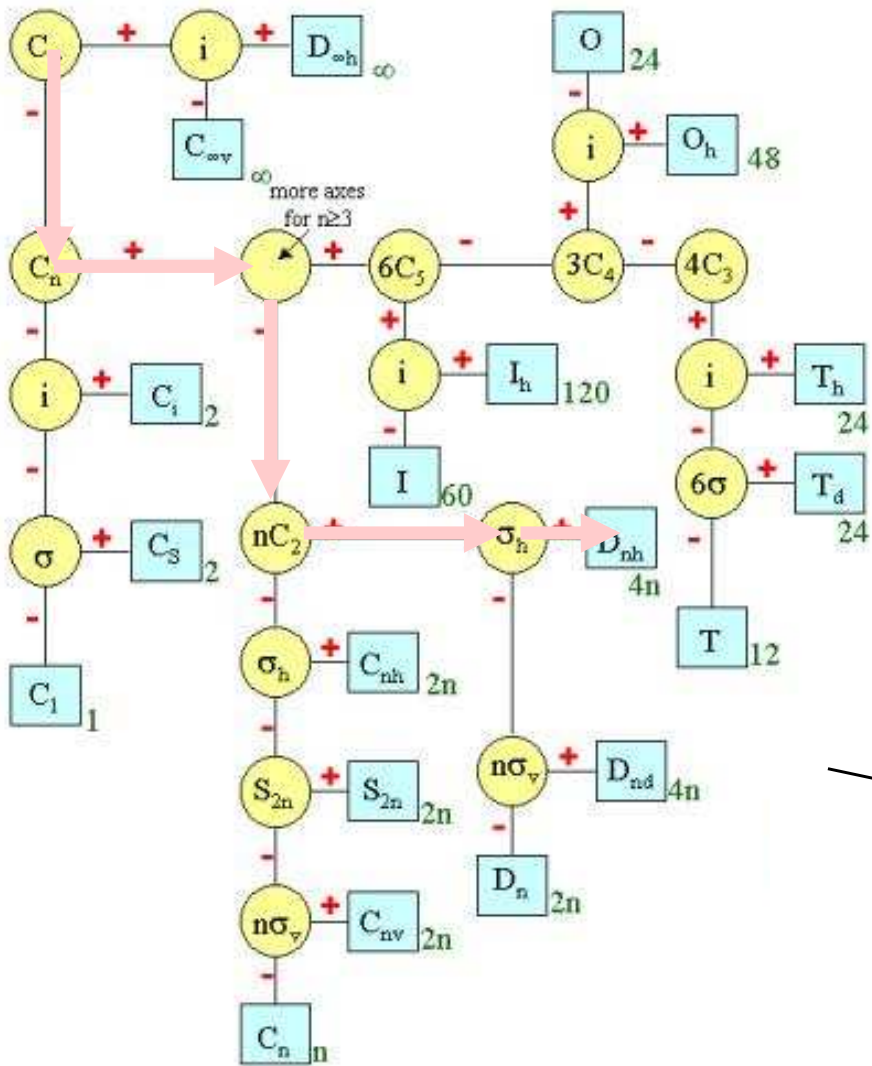 C + i + D∞h ∞
- -
C∞v ∞
O 24
-
i + Oh 48
+
more axes
for n≥3
Cn + + 6C5 - 3C4 - 4C3
- - + +
i + Ci 2
i + Ih 120
i + Th 24
- - -
I 60
6σ + Td 24
σ + CS 2
nC2 + σh + Dnh 4n
- - - -
T 12
C1 1
σh + Cnh 2n
-
S2n + S2n 2n
nσv + Dnd 4n
- -
Dn 2n
nσv + Cnv 2n
-
Cn n